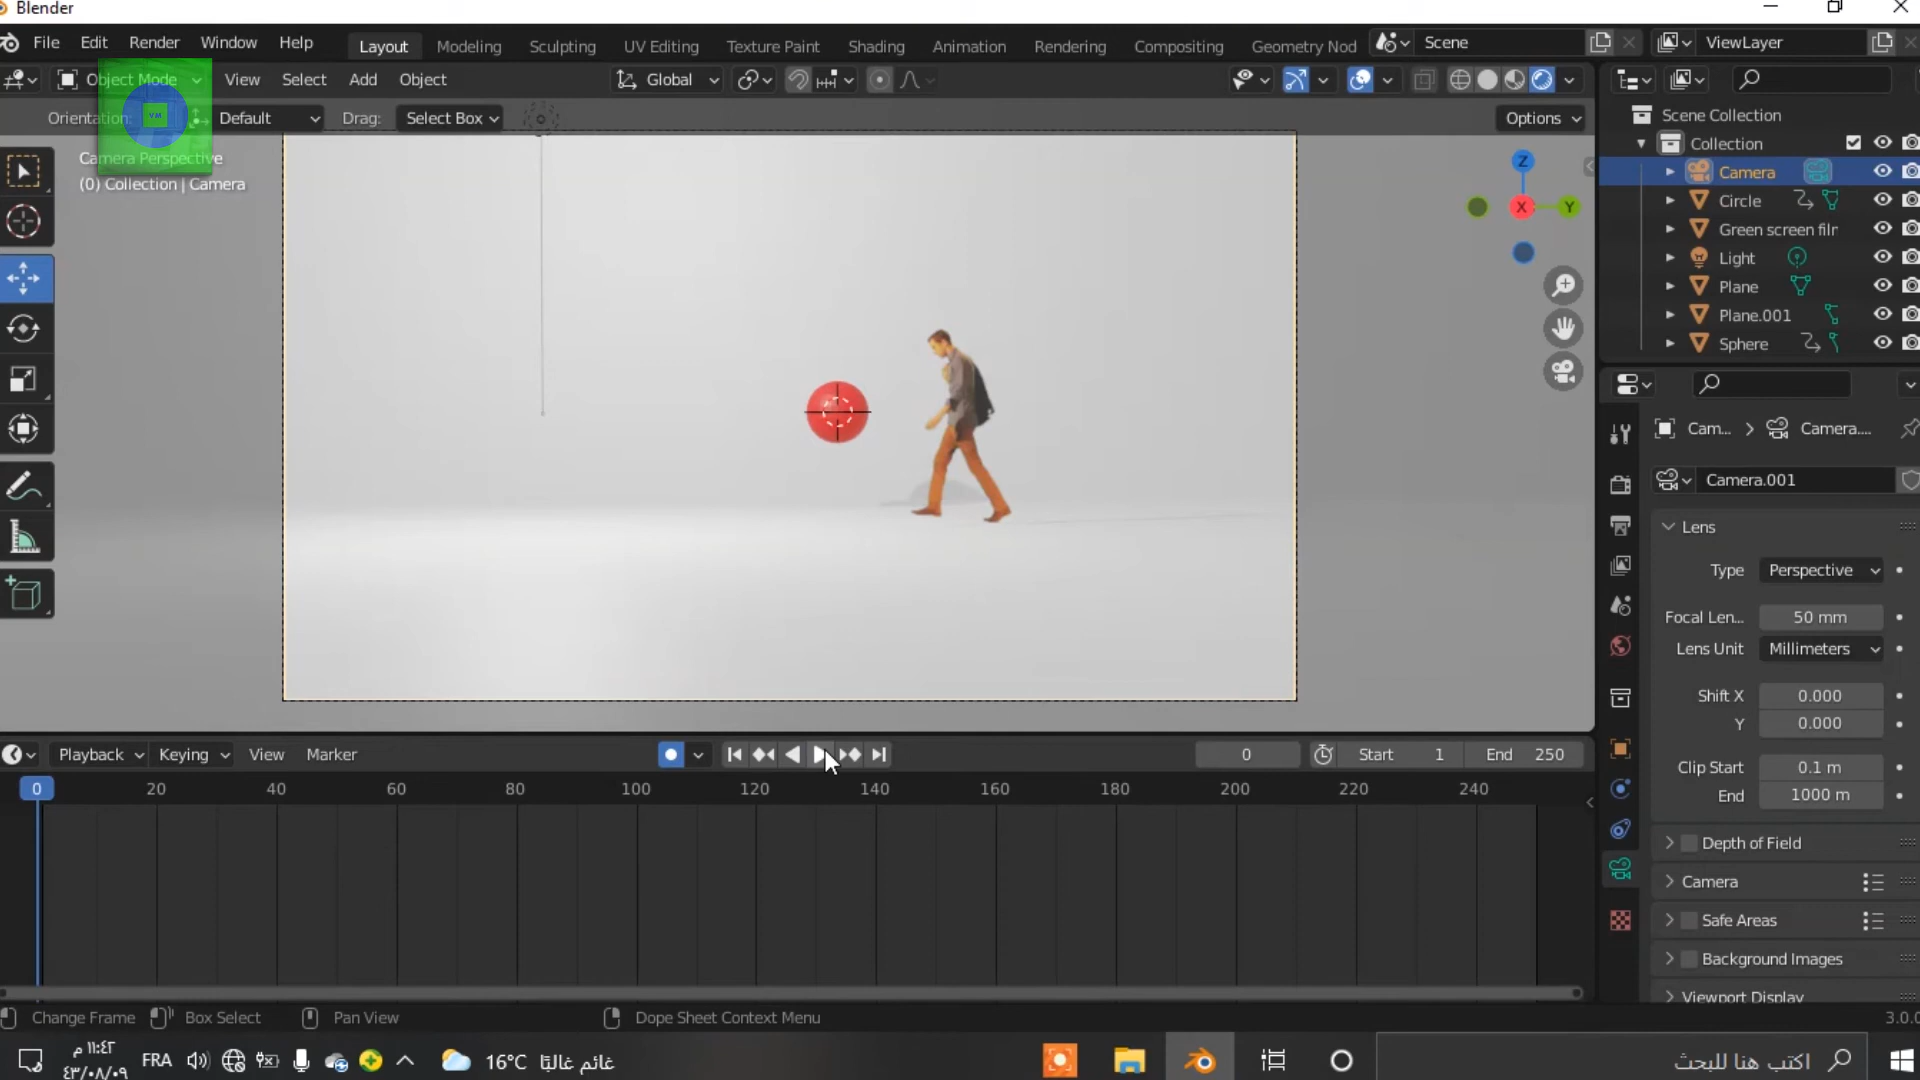 Blender
File Edit Render Window Help Layout Modeling Sculpting UV Editing Texture Paint Shading Animation Rendering Compositing Geometry Nod Scene ViewLayer
Object Mode View Select Add Object Global
Orientation: Default Drag: Select Box Options
Camera Perspective
(0) Collection | Camera
VM
Z
X
Y
Scene Collection
Collection
Camera
Circle
Green screen filr
Light
Plane
Plane.001
Sphere
Cam... > Camera....
Camera.001
Lens
Type Perspective
Focal Len... 50 mm
Lens Unit Millimeters
Shift X 0.000
Y 0.000
Clip Start 0.1 m
End 1000 m
Depth of Field
Camera
Safe Areas
Background Images
Viewport Display
Playback Keying View Marker 0 Start 1 End 250
0 20 40 60 80 100 120 140 160 180 200 220 240
Change Frame Box Select Pan View Dope Sheet Context Menu 3.0.0
١١:٤٢ م
٤٣/٠٨/٠٩
FRA
16°C غائم غالبًا
اكتب هنا للبحث